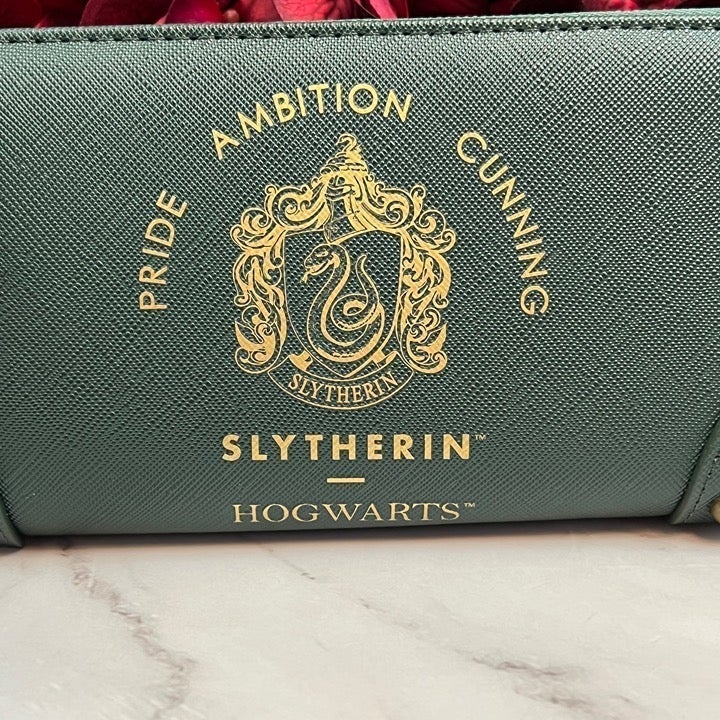 PRIDE AMBITION CUNNING
SLYTHERIN
SLYTHERIN™
HOGWARTS™